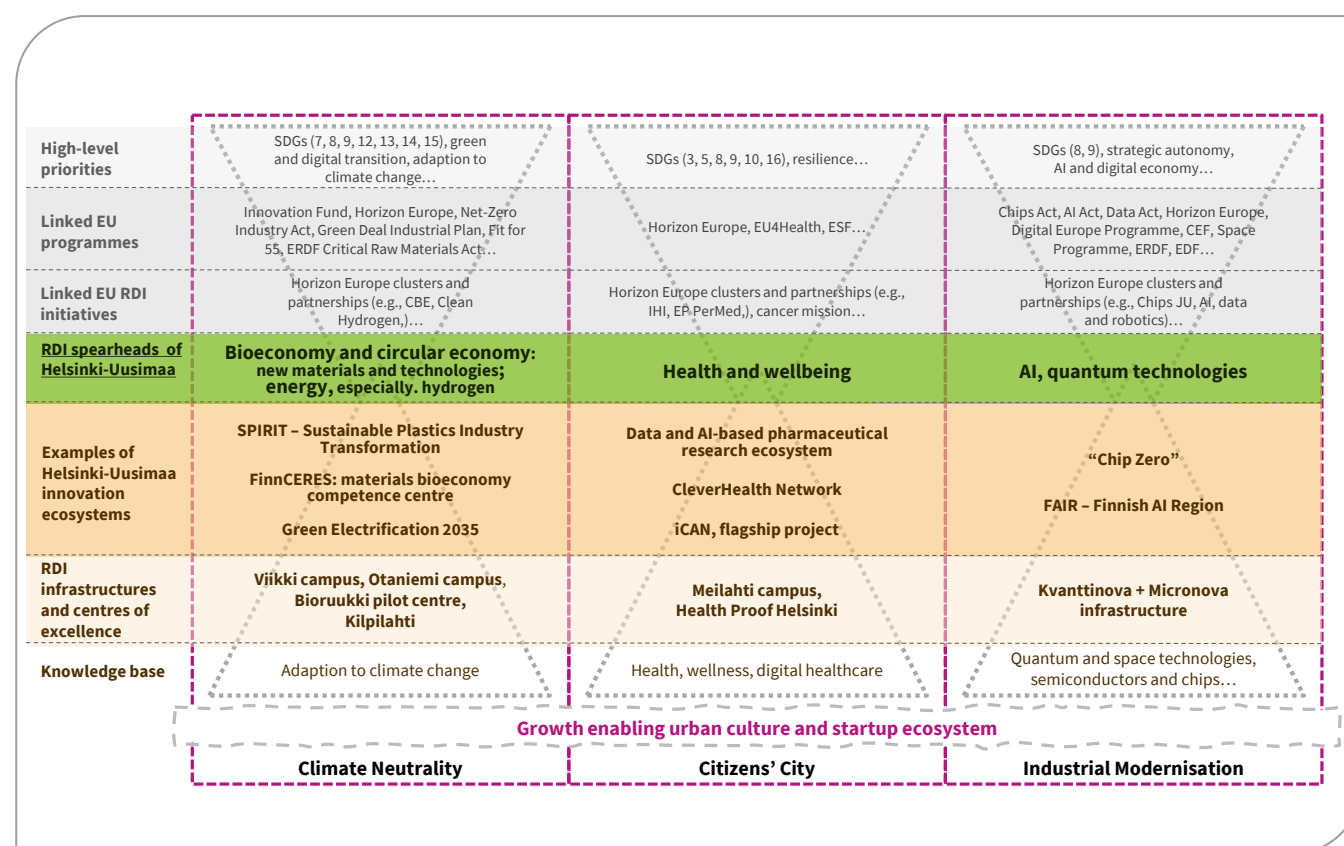 High-level
priorities
SDGs (7, 8, 9, 12, 13, 14, 15), green
and digital transition, adaption to
climate change…
SDGs (3, 5, 8, 9, 10, 16), resilience…
SDGs (8, 9), strategic autonomy,
AI and digital economy…
Linked EU
programmes
Innovation Fund, Horizon Europe, Net-Zero
Industry Act, Green Deal Industrial Plan, Fit for
55, ERDF Critical Raw Materials Act…
Horizon Europe, EU4Health, ESF…
Chips Act, AI Act, Data Act, Horizon Europe,
Digital Europe Programme, CEF, Space
Programme, ERDF, EDF…
Linked EU RDI
initiatives
Horizon Europe clusters and
partnerships (e.g., CBE, Clean
Hydrogen,)…
Horizon Europe clusters and partnerships (e.g.,
IHI, EP PerMed,), cancer mission…
Horizon Europe clusters and
partnerships (e.g., Chips JU, AI, data
and robotics)…
RDI spearheads of
Helsinki-Uusimaa
Bioeconomy and circular economy:
new materials and technologies;
energy, especially. hydrogen
Health and wellbeing
AI, quantum technologies
Examples of
Helsinki-Uusimaa
innovation
ecosystems
SPIRIT – Sustainable Plastics Industry
Transformation
FinnCERES: materials bioeconomy
competence centre
Green Electrification 2035
Data and AI-based pharmaceutical
research ecosystem
CleverHealth Network
iCAN, flagship project
“Chip Zero”
FAIR – Finnish AI Region
RDI
infrastructures
and centres of
excellence
Viikki campus, Otaniemi campus,
Bioruukki pilot centre,
Kilpilahti
Meilahti campus,
Health Proof Helsinki
Kvanttinova + Micronova
infrastructure
Knowledge base
Adaption to climate change
Health, wellness, digital healthcare
Quantum and space technologies,
semiconductors and chips…
Growth enabling urban culture and startup ecosystem
Climate Neutrality
Citizens’ City
Industrial Modernisation